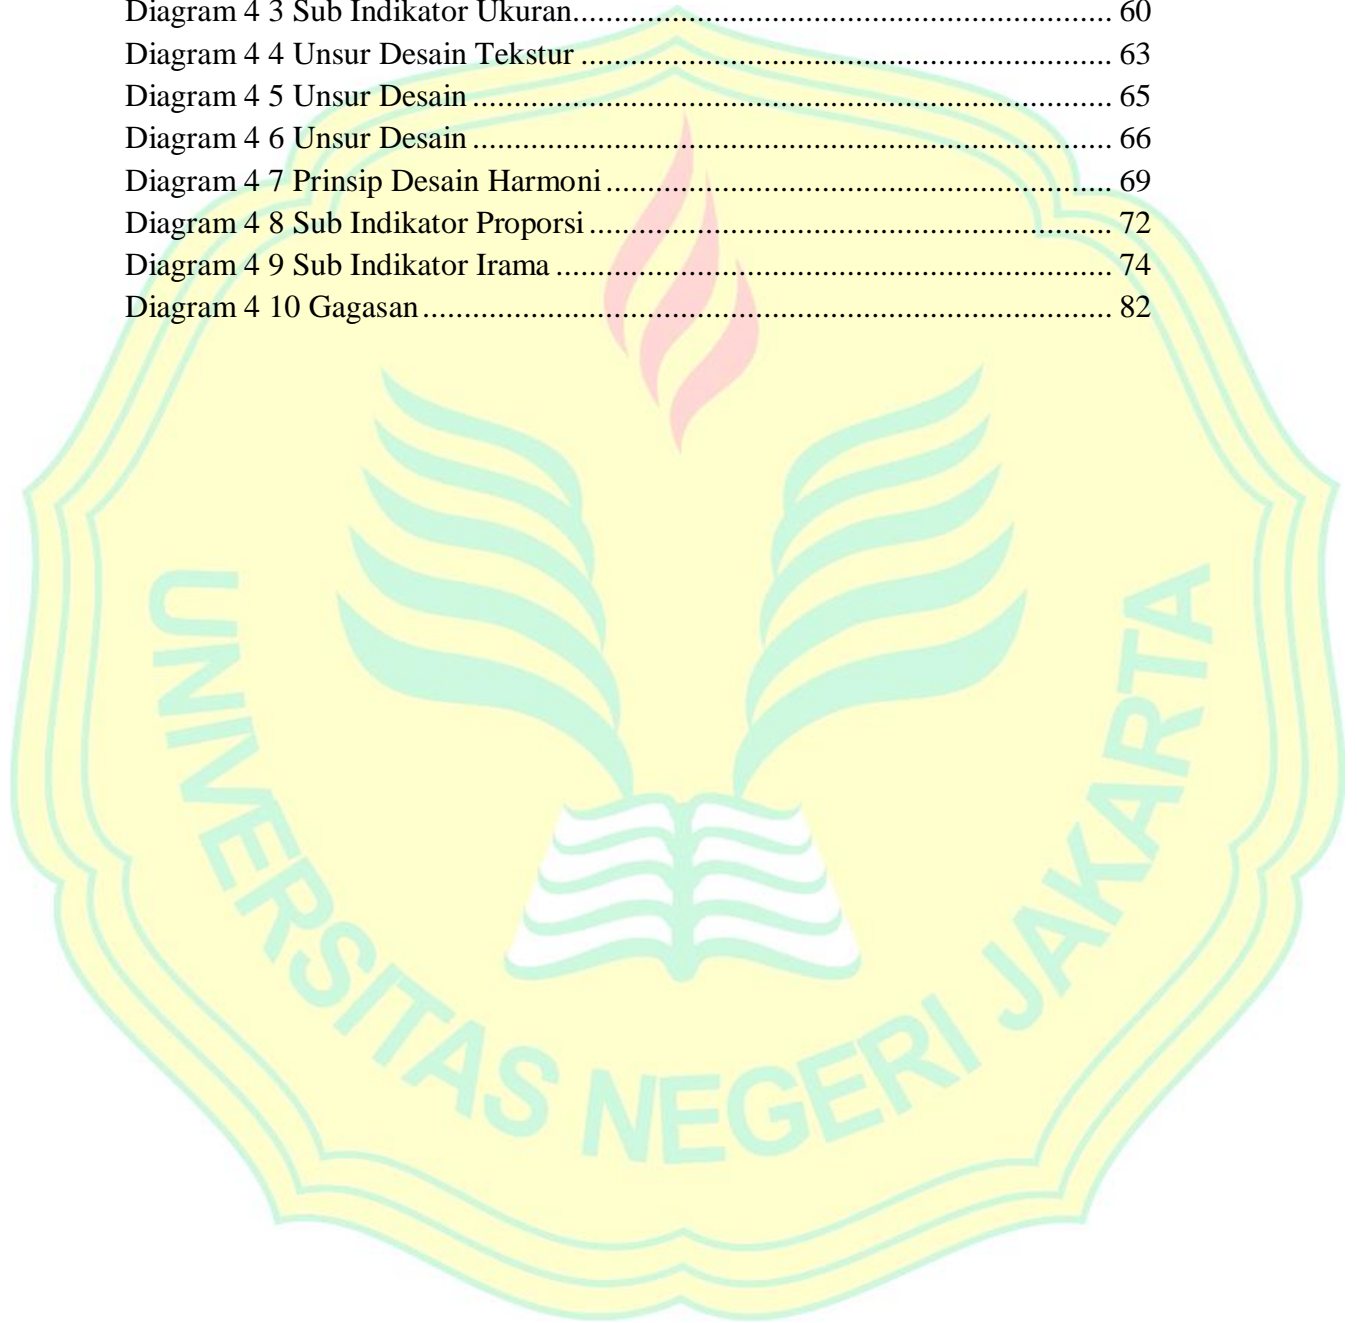 Diagram 4 3 Sub Indikator Ukuran.................................................................. 60
Diagram 4 4 Unsur Desain Tekstur ................................................................. 63
Diagram 4 5 Unsur Desain .............................................................................. 65
Diagram 4 6 Unsur Desain .............................................................................. 66
Diagram 4 7 Prinsip Desain Harmoni .............................................................. 69
Diagram 4 8 Sub Indikator Proporsi ................................................................ 72
Diagram 4 9 Sub Indikator Irama .................................................................... 74
Diagram 4 10 Gagasan..................................................................................... 82
UNIVERSITAS NEGERI JAKARTA